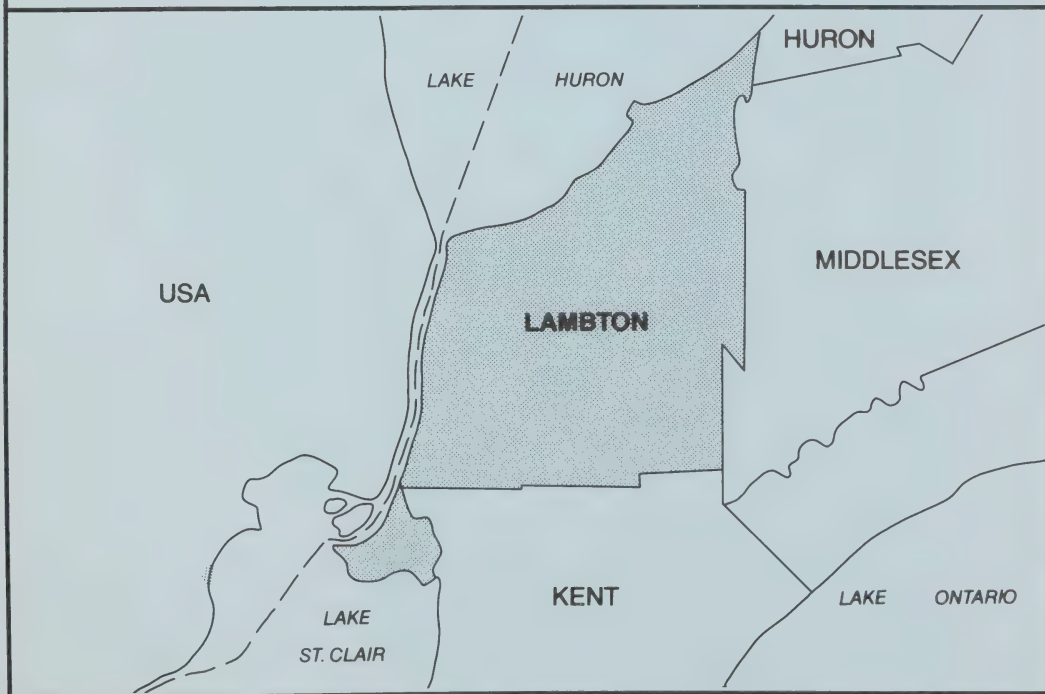 HURON
LAKE HURON
MIDDLESEX
USA
LAMBTON
KENT
LAKE ONTARIO
LAKE
ST. CLAIR